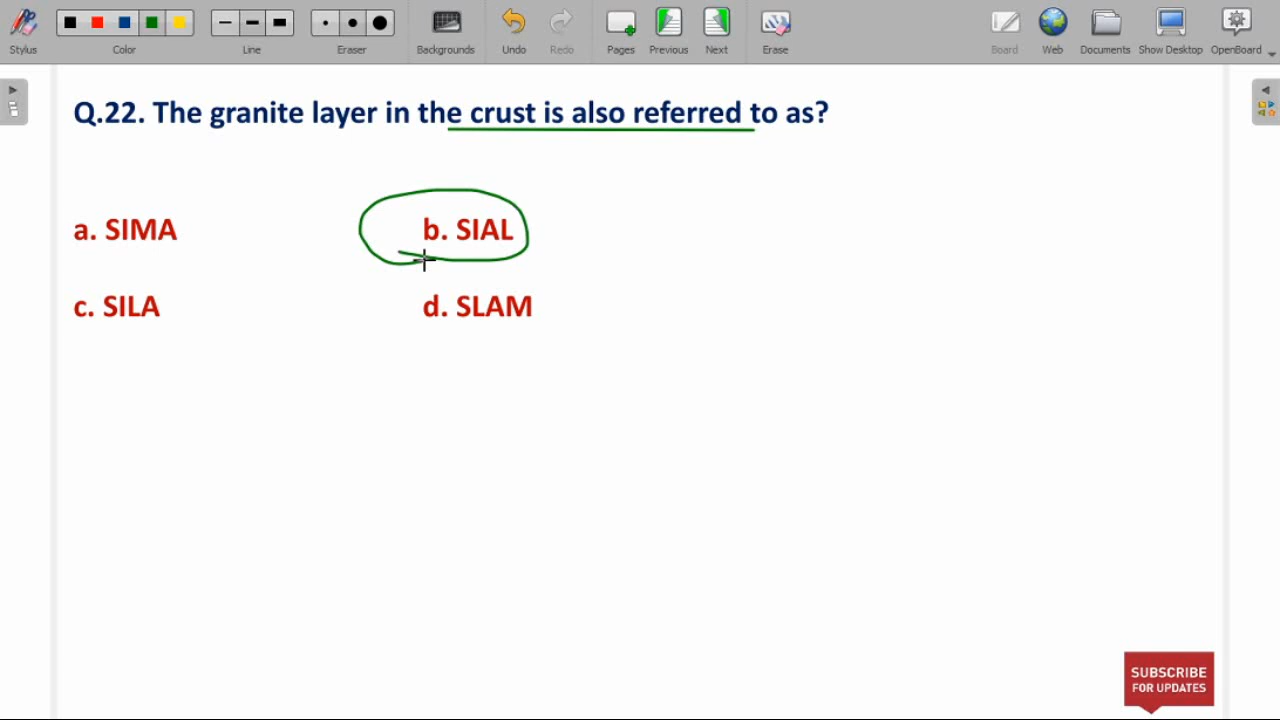 Stylus Color Line Eraser Backgrounds Undo Redo Pages Previous Next Erase Board Web Documents Show Desktop OpenBoard
Q.22. The granite layer in the crust is also referred to as?
a. SIMA b. SIAL
c. SILA d. SLAM
SUBSCRIBE
FOR UPDATES